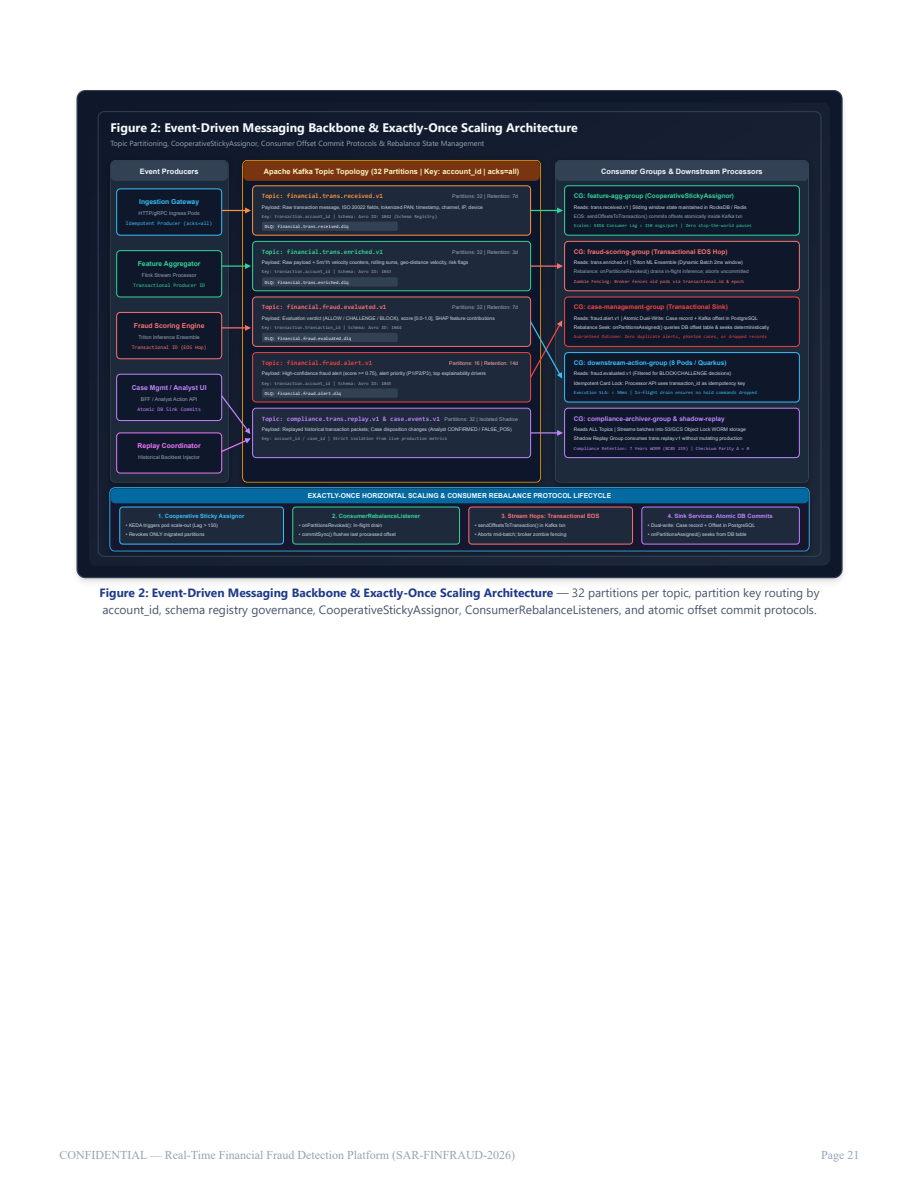 Figure 2: Event-Driven Messaging Backbone & Exactly-Once Scaling Architecture
Topic Partitioning, CooperativeStickyAssignor, Consumer Offset Commit Protocols & Rebalance State Management
Event Producers
Ingestion Gateway
HTTP/gRPC Ingress Pods
Idempotent Producer (acks=all)
Feature Aggregator
Flink Stream Processor
Transactional Producer ID
Fraud Scoring Engine
Triton Inference Ensemble
Transactional ID (EOS Hop)
Case Mgmt / Analyst UI
BFF / Analyst Action API
Atomic DB Sink Commits
Replay Coordinator
Historical Backtest Injector
Apache Kafka Topic Topology (32 Partitions | Key: account_id | acks=all)
Topic: financial.trans.received.v1
Partitions: 32 | Retention: 7d
Payload: Raw transaction message, ISO 20022 fields, tokenized PAN, timestamp, channel, IP, device
Key: transaction.account_id | Schema: Avro ID: 1042 (Schema Registry)
DLQ: financial.trans.received.dlq
Topic: financial.trans.enriched.v1
Partitions: 32 | Retention: 3d
Payload: Raw payload + 5m/1h velocity counters, rolling sums, geo-distance velocity, risk flags
Key: transaction.account_id | Schema: Avro ID: 1043
DLQ: financial.trans.enriched.dlq
Topic: financial.fraud.evaluated.v1
Partitions: 32 | Retention: 7d
Payload: Evaluation verdict (ALLOW / CHALLENGE / BLOCK), score [0.0-1.0], SHAP feature contributions
Key: transaction.transaction_id | Schema: Avro ID: 1044
DLQ: financial.fraud.evaluated.dlq
Topic: financial.fraud.alert.v1
Partitions: 16 | Retention: 14d
Payload: High-confidence fraud alert (score >= 0.75), alert priority (P1/P2/P3), top explainability drivers
Key: transaction.account_id | Schema: Avro ID: 1045
DLQ: financial.fraud.alert.dlq
Topic: compliance.trans.replay.v1 & case.events.v1
Partitions: 32 | Isolated Shadow
Payload: Replayed historical transaction packets; Case disposition changes (Analyst CONFIRMED / FALSE_POS)
Key: account_id / case_id | Strict isolation from live production metrics
Consumer Groups & Downstream Processors
CG: feature-agg-group (CooperativeStickyAssignor)
Reads: trans.received.v1 | Sliding window state maintained in RocksDB / Redis
EOS: sendOffsetsToTransaction() commits offsets atomically inside Kafka txn
Scales: KEDA Consumer Lag > 150 msgs/part | Zero stop-the-world pauses
CG: fraud-scoring-group (Transactional EOS Hop)
Reads: trans.enriched.v1 | Triton ML Ensemble (Dynamic Batch 2ms window)
Rebalance: onPartitionsRevoked() drains in-flight inference; aborts uncommitted
Zombie Fencing: Broker fences old pods via transactional.id & epoch
CG: case-management-group (Transactional Sink)
Reads: fraud.alert.v1 | Atomic Dual-Write: Case record + Kafka offset in PostgreSQL
Rebalance Seek: onPartitionsAssigned() queries DB offset table & seeks deterministically
Guaranteed Outcome: Zero duplicate alerts, phantom cases, or dropped records
CG: downstream-action-group (8 Pods / Quarkus)
Reads: fraud.evaluated.v1 (Filtered for BLOCK/CHALLENGE decisions)
Idempotent Card Lock: Processor API uses transaction_id as idempotency key
Execution SLA: < 50ms | In-flight drain ensures no hold commands dropped
CG: compliance-archiver-group & shadow-replay
Reads ALL Topics | Streams batches into S3/GCS Object Lock WORM storage
Shadow Replay Group consumes trans.replay.v1 without mutating production
Compliance Retention: 7 Years WORM (NCUS 239) | Checksum Parity Δ = 0
EXACTLY-ONCE HORIZONTAL SCALING & CONSUMER REBALANCE PROTOCOL LIFECYCLE
1. Cooperative Sticky Assignor
• KEDA triggers pod scale-out (Lag > 150)
• Revokes ONLY migrated partitions
2. ConsumerRebalanceListener
• onPartitionsRevoked(): In-flight drain
• commitSync() flushes last processed offset
3. Stream Hops: Transactional EOS
• sendOffsetsToTransaction() in Kafka txn
• Aborts mid-batch; broker zombie fencing
4. Sink Services: Atomic DB Commits
• Dual-write: Case record + Offset in PostgreSQL
• onPartitionsAssigned() seeks from DB table
Figure 2: Event-Driven Messaging Backbone & Exactly-Once Scaling Architecture — 32 partitions per topic, partition key routing by
account_id, schema registry governance, CooperativeStickyAssignor, ConsumerRebalanceListeners, and atomic offset commit protocols.
CONFIDENTIAL — Real-Time Financial Fraud Detection Platform (SAR-FINFRAUD-2026)
Page 21